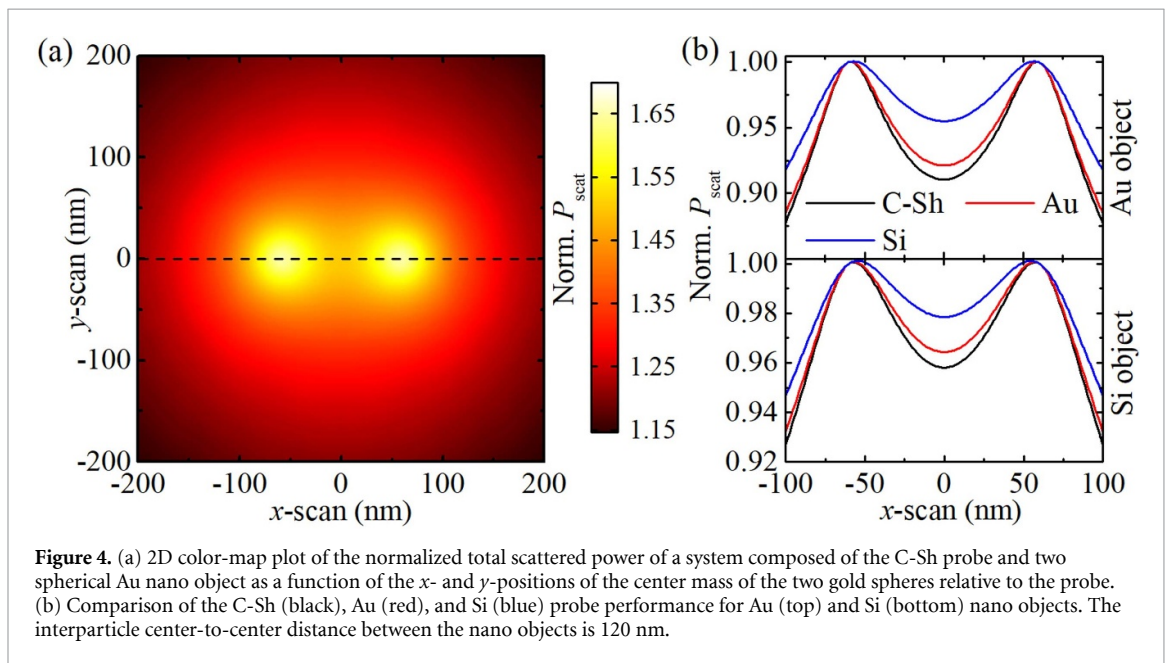 (a)
200
100
0
-100
-200
y-scan (nm)
-200 -100 0 100 200
x-scan (nm)
1.65
1.55
1.45
1.35
1.25
1.15
Norm. P scat
(b)
1.00
0.95
0.90
C-Sh Au
Si
Au object
1.00
0.98
0.96
0.94
0.92
Norm. P scat
Si object
-100 -50 0 50 100
x-scan (nm)
Figure 4. (a) 2D color-map plot of the normalized total scattered power of a system composed of the C-Sh probe and two
spherical Au nano object as a function of the x- and y-positions of the center mass of the two gold spheres relative to the probe.
(b) Comparison of the C-Sh (black), Au (red), and Si (blue) probe performance for Au (top) and Si (bottom) nano objects. The
interparticle center-to-center distance between the nano objects is 120 nm.